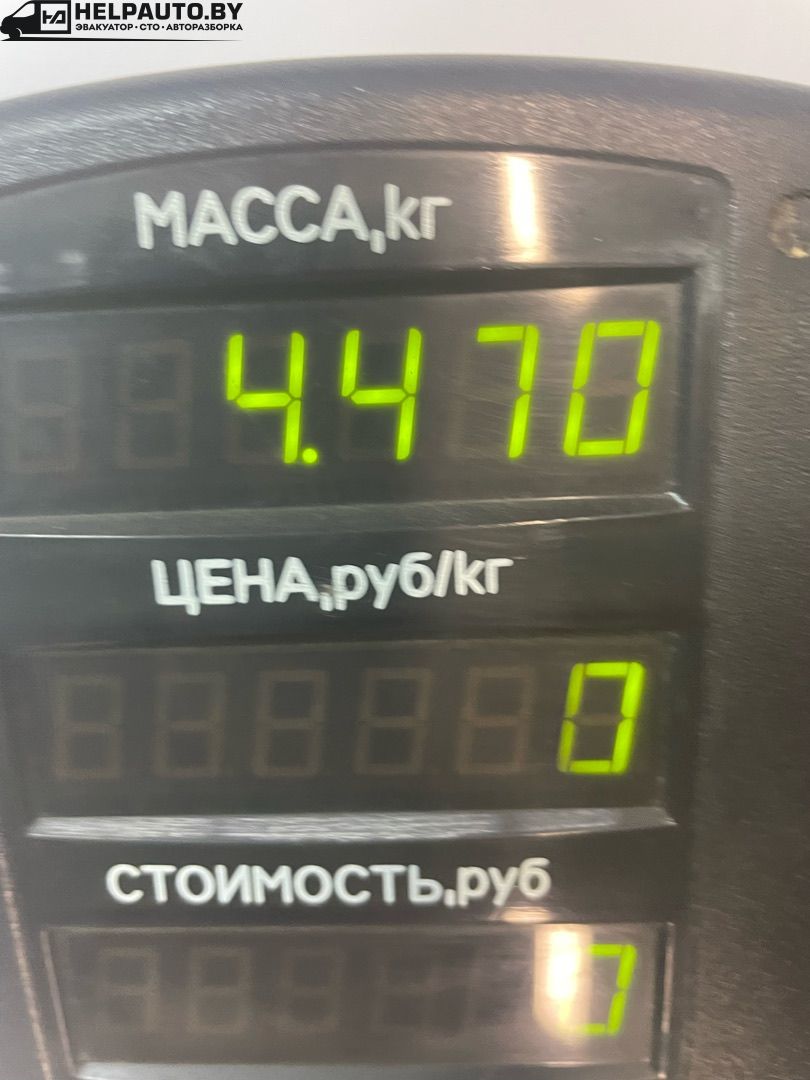 HELPAUTO.BY
ЭВАКУАТОР • СТО • АВТОРАЗБОРКА
МАССА,кг
4.470
ЦЕНА,руб/кг
0
СТОИМОСТЬ,руб
0